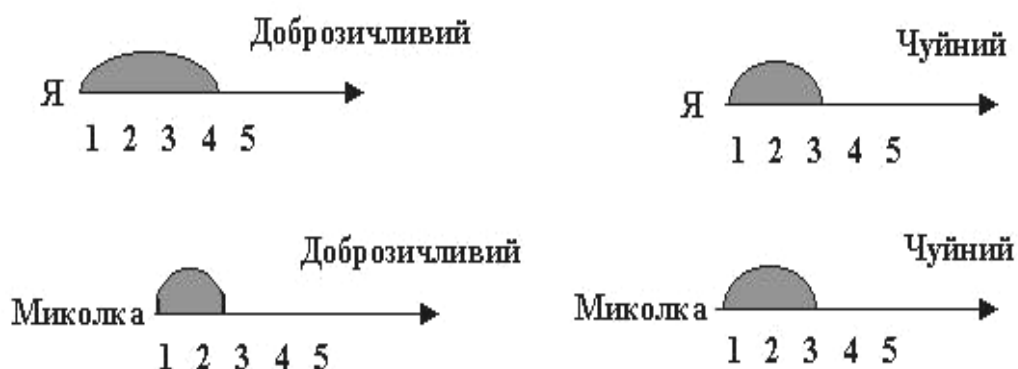 Доброзичливий
Я
1 2 3 4 5
Чуйний
Я
1 2 3 4 5
Доброзичливий
Миколка
1 2 3 4 5
Чуйний
Миколка
1 2 3 4 5